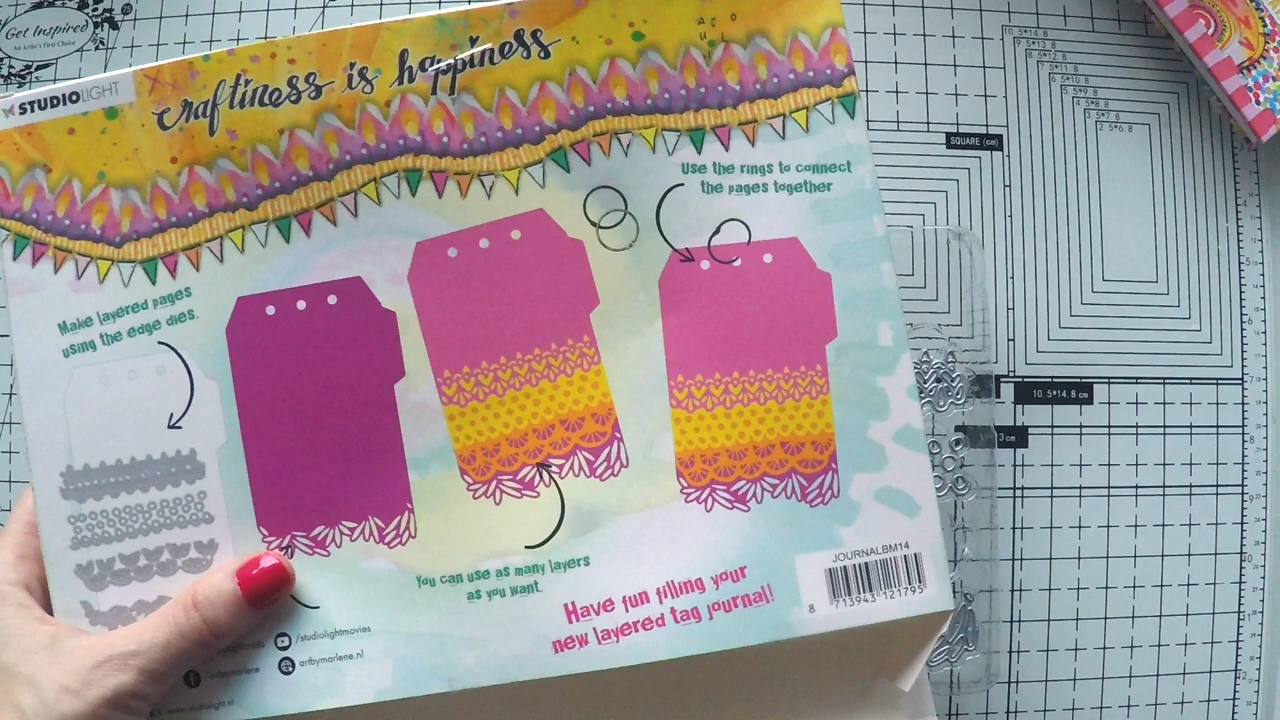 Get Inspired
An Artist's First Choice
STUDIOLIGHT
craftiness is happiness
Use the rings to connect
the pages together
Make layered pages
using the edge dies.
You can use as many layers
as you want.
Have fun filling your
new layered tag journal!
JOURNALBM14
8 713943 121795
/studiolightmovies
/artbymarlene
artbymarlene.nl
www.studiolight.nl
10.5*14.8
9.5*13.8
8.5*12.8
7.5*11.8
6.5*10.8
5.5*9.8
4.5*8.8
3.5*7.8
2.5*6.8
SQUARE (cm)
10.5*14.8 cm
3 cm